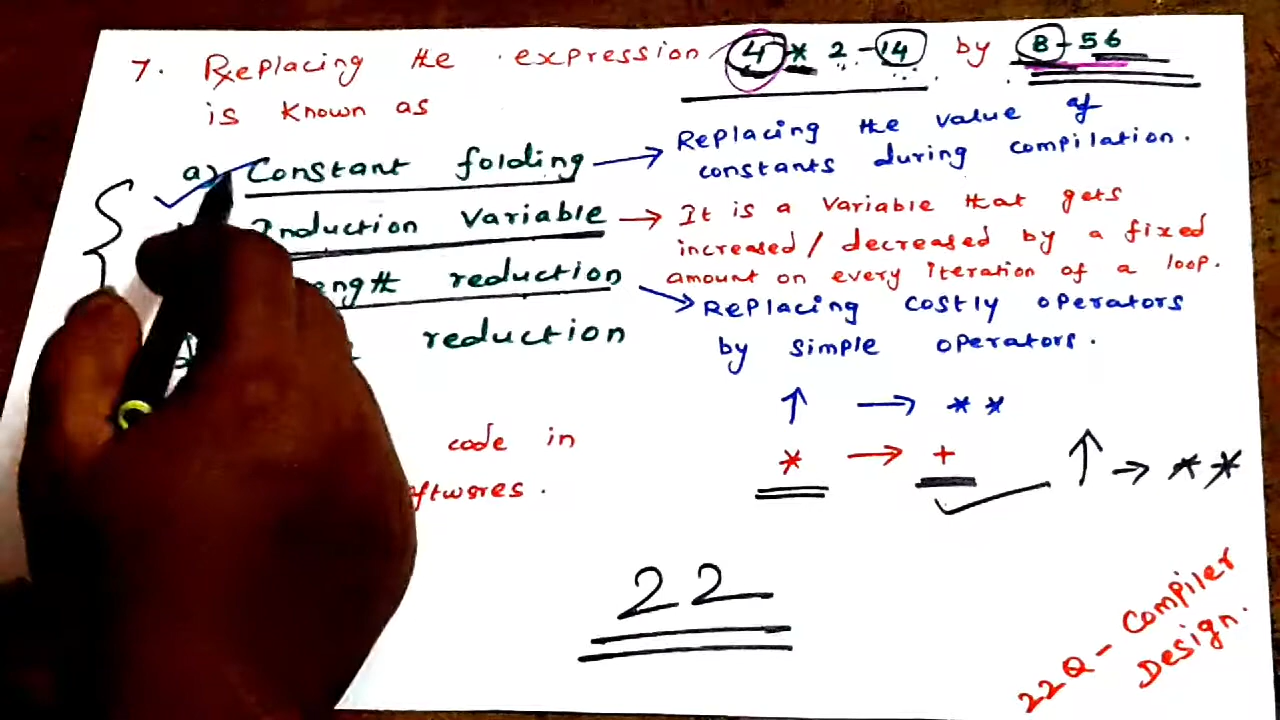 7. Replacing the expression 4 * 2 - 14 by 8 - 56
is known as
a) Constant folding → Replacing the value of
constants during compilation.
Induction Variable → It is a variable that gets
increased / decreased by a fixed
amount on every iteration of a loop.
reduction → Replacing costly operators
by simple operators.
reduction
↑ → **
code in
* → +
↑ → **
22
22Q - Compiler
Design.